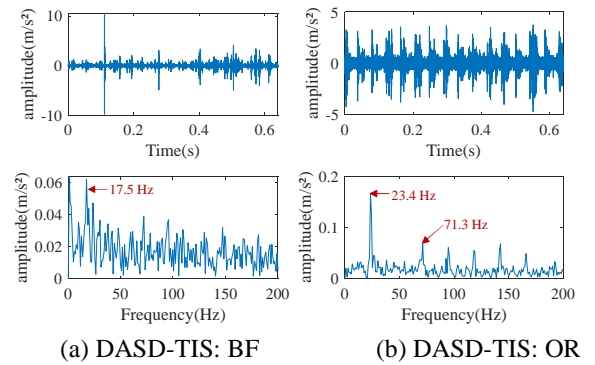 amplitude(m/s²)
10
0
-10
0
0.2
0.4
0.6
Time(s)
amplitude(m/s²)
5
0
-5
0
0.2
0.4
0.6
Time(s)
amplitude(m/s²)
0.06
0.04
0.02
0
17.5 Hz
0
50
100
150
200
Frequency(Hz)
amplitude(m/s²)
0.2
0.1
0
23.4 Hz
71.3 Hz
0
50
100
150
200
Frequency(Hz)
(a) DASD-TIS: BF
(b) DASD-TIS: OR